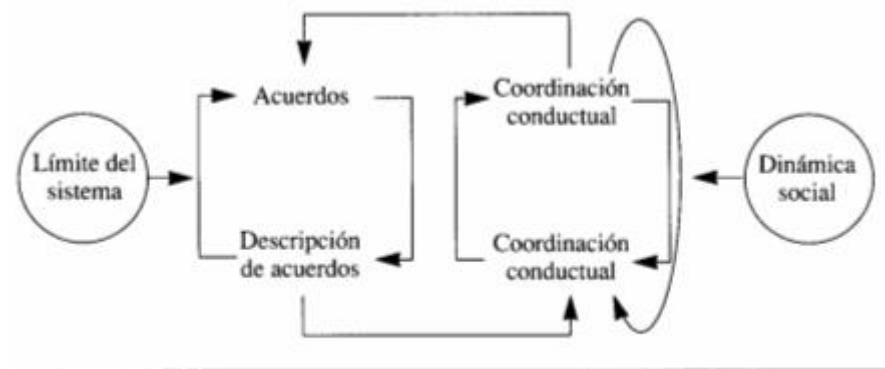 Acuerdos
Coordinación
conductual
Límite del
sistema
Dinámica
social
Descripción
de acuerdos
Coordinación
conductual